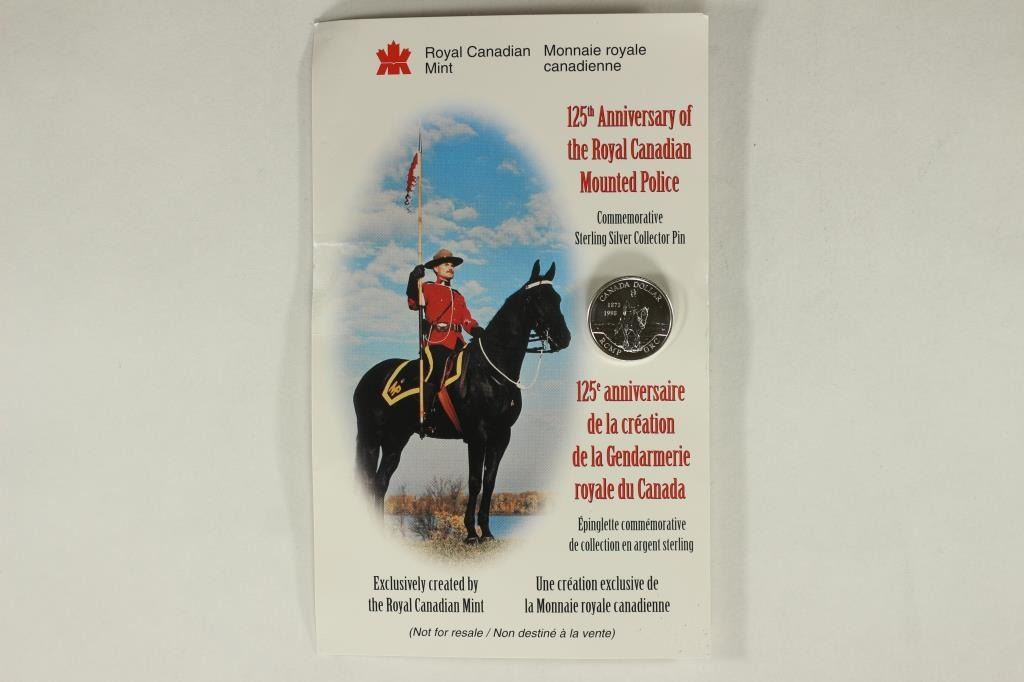 Royal Canadian Mint
Monnaie royale canadienne
125th Anniversary of
the Royal Canadian
Mounted Police
Commemorative
Sterling Silver Collector Pin
CANADA DOLLAR
1873
1998
RCMP GRC
125e anniversaire
de la création
de la Gendarmerie
royale du Canada
Épinglette commémorative
de collection en argent sterling
Exclusively created by
the Royal Canadian Mint
Une création exclusive de
la Monnaie royale canadienne
(Not for resale / Non destiné à la vente)